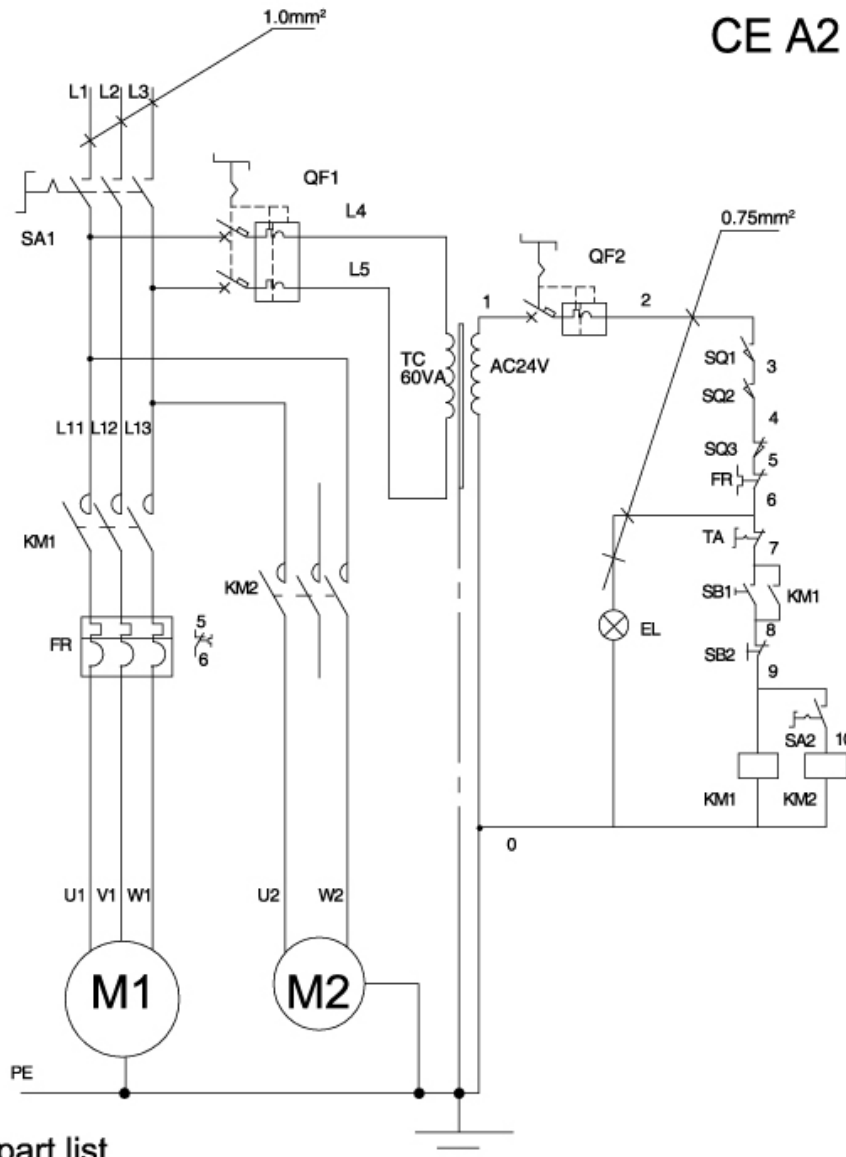 1.0mm²
CE A2
L1 L2 L3
QF1
L4
SA1
0.75mm²
QF2
L5
1
2
TC
60VA
AC24V
SQ1
3
SQ2
4
L11 L12 L13
SQ3
5
FR
6
KM1
TA
7
KM2
SB1
KM1
5
FR
6
EL
8
SB2
9
SA2
10
KM1
KM2
0
U1 V1 W1
U2
W2
M1
M2
PE
part list